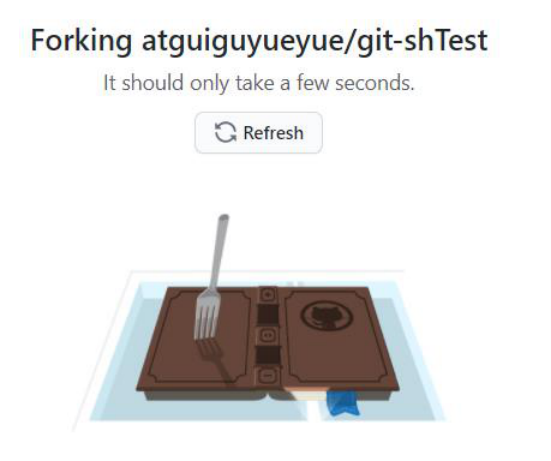 Forking atguiguyueyue/git-shTest
It should only take a few seconds.
Refresh